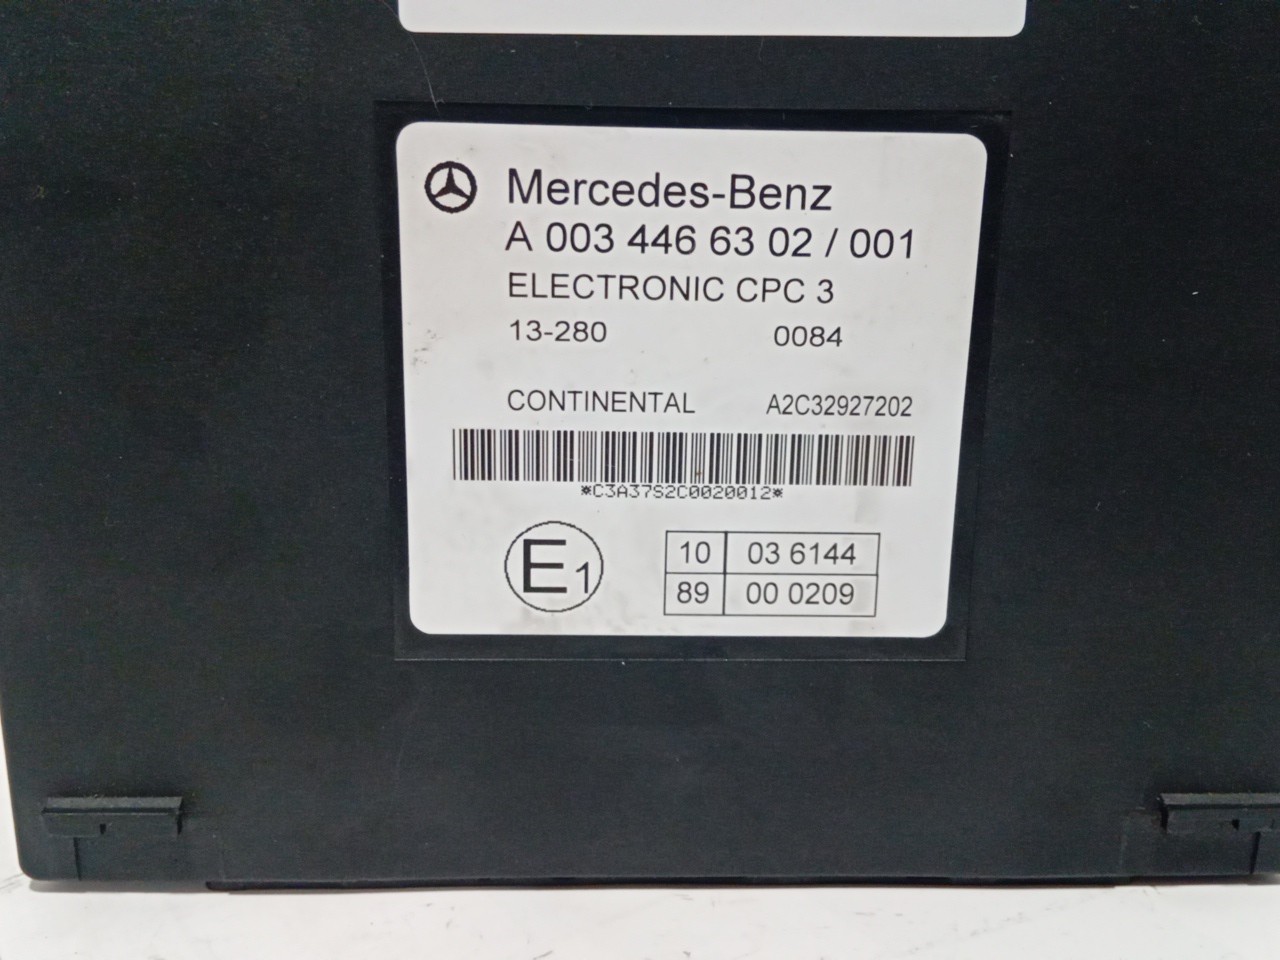 Mercedes-Benz
A 003 446 63 02 / 001
ELECTRONIC CPC 3
13-280 0084
CONTINENTAL A2C32927202
*C3A37S2C0020012*
E1
10 03 6144
89 00 0209